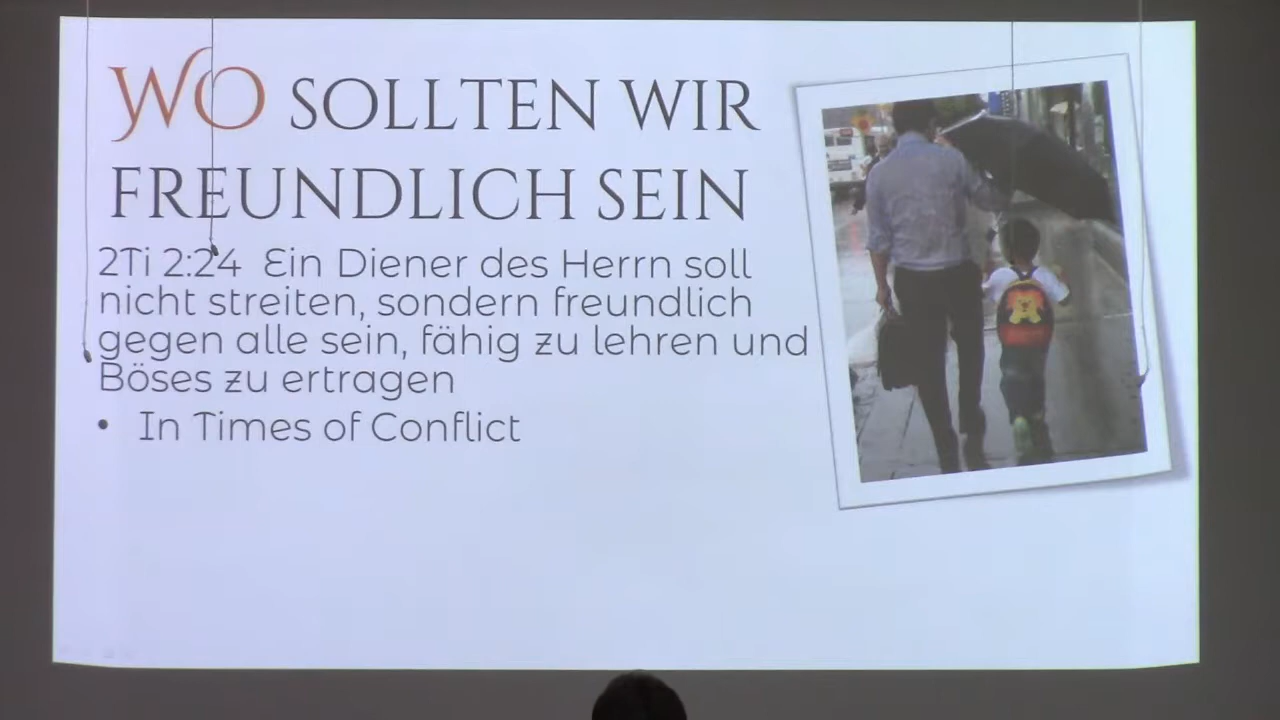 WO SOLLTEN WIR
FREUNDLICH SEIN
2Ti 2:24 Ein Diener des Herrn soll
nicht streiten, sondern freundlich
gegen alle sein, fähig zu lehren und
Böses zu ertragen
• In Times of Conflict